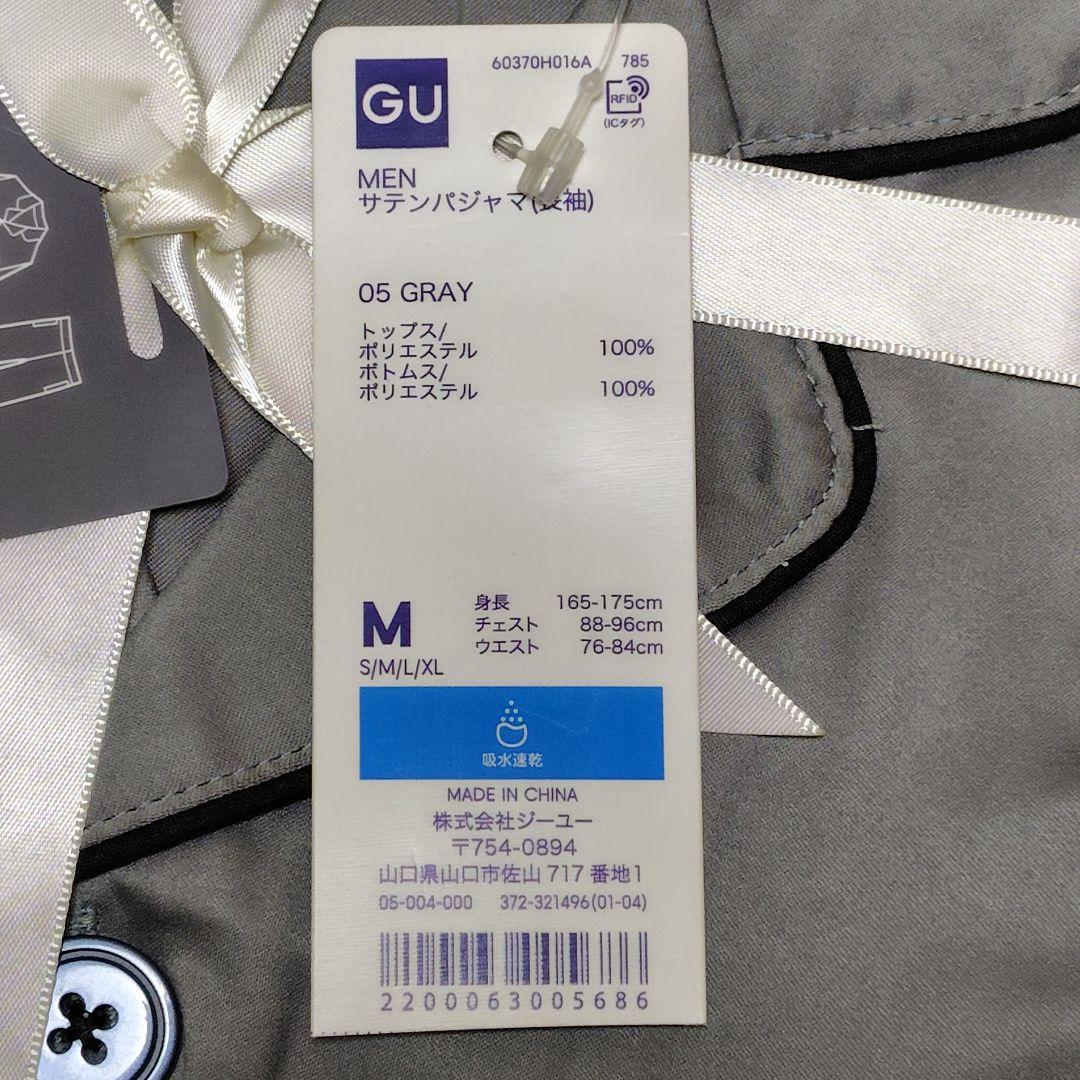 60370H016A 785
GU
RFID
(ICタグ)
MEN
サテンパジャマ(長袖)
05 GRAY
トップス/
ポリエステル 100%
ボトムス/
ポリエステル 100%
M
S/M/L/XL
身長 165-175cm
チェスト 88-96cm
ウエスト 76-84cm
吸水速乾
MADE IN CHINA
株式会社ジーユー
〒754-0894
山口県山口市佐山 717 番地1
05-004-000 372-321496(01-04)
2200063005686